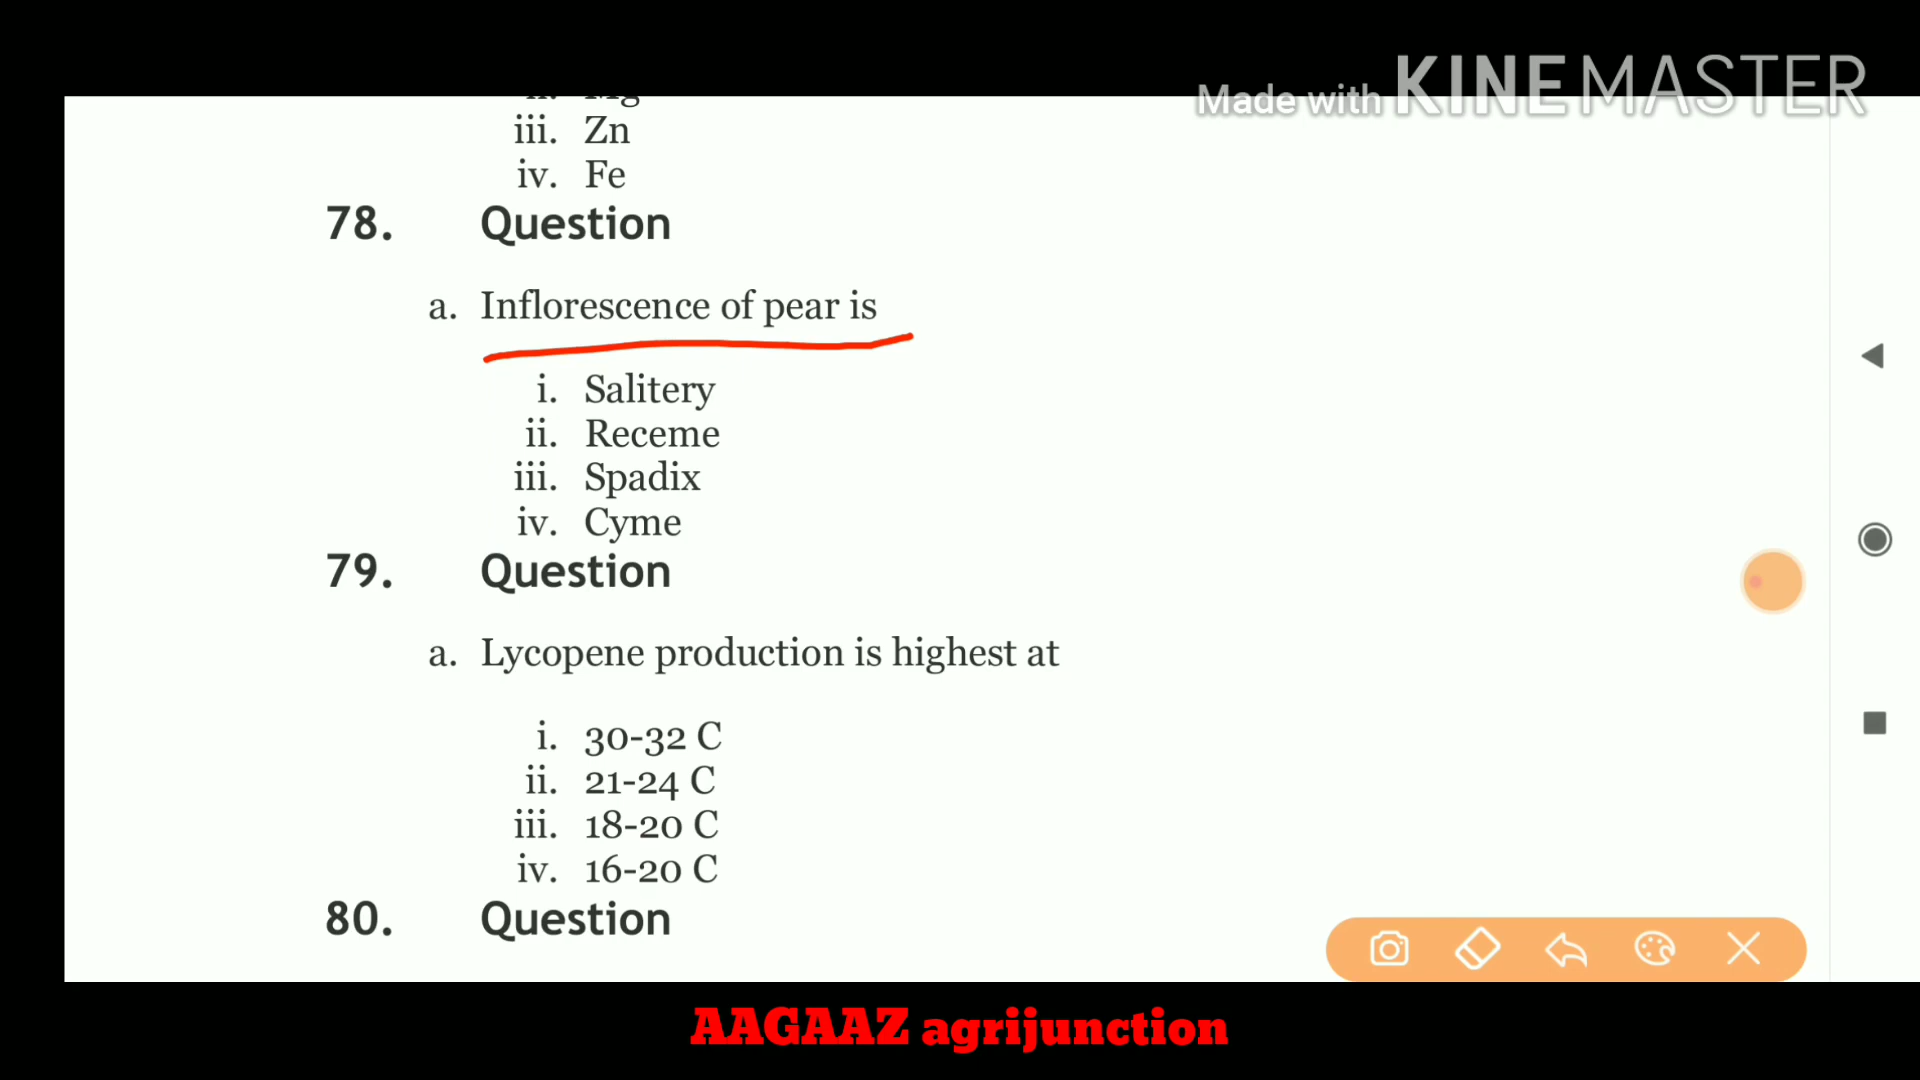 Made with KINEMASTER
ii. Mg
iii. Zn
iv. Fe
78. Question
a. Inflorescence of pear is
i. Salitery
ii. Receme
iii. Spadix
iv. Cyme
79. Question
a. Lycopene production is highest at
i. 30-32 C
ii. 21-24 C
iii. 18-20 C
iv. 16-20 C
80. Question
AAGAAZ agrijunction